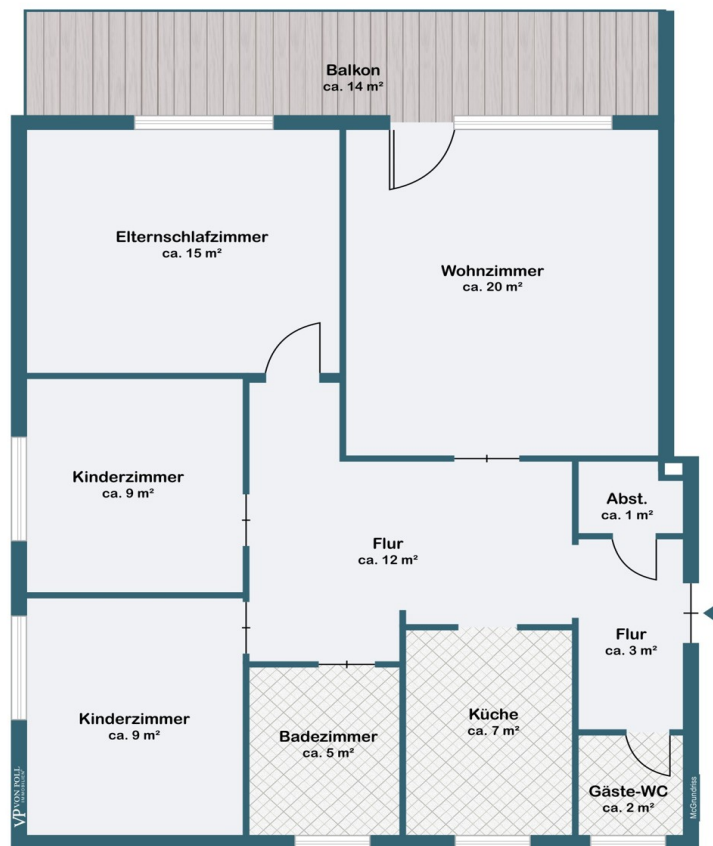 Balkon
ca. 14 m²
Elternschlafzimmer
ca. 15 m²
Wohnzimmer
ca. 20 m²
Kinderzimmer
ca. 9 m²
Abst.
ca. 1 m²
Flur
ca. 12 m²
Flur
ca. 3 m²
Kinderzimmer
ca. 9 m²
Badezimmer
ca. 5 m²
Küche
ca. 7 m²
Gäste-WC
ca. 2 m²
VP VON POLL
IMMOBILIEN
McGrundriss